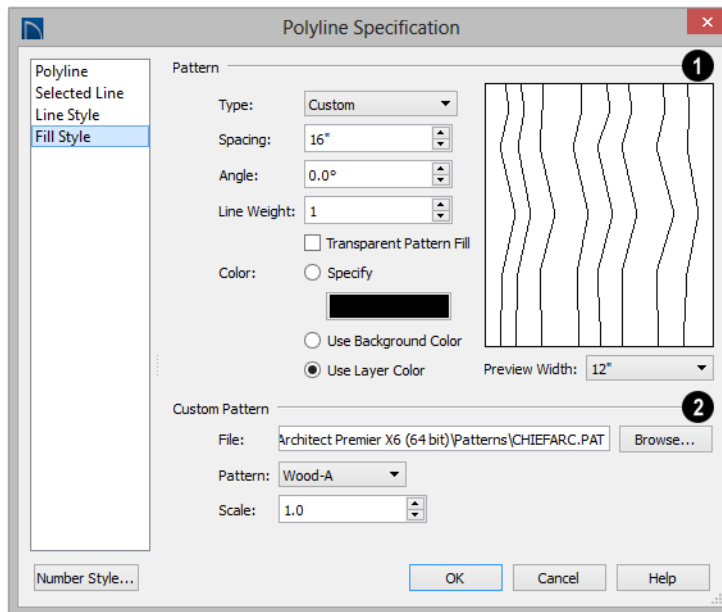 Polyline Specification
Polyline
Selected Line
Line Style
Fill Style
Pattern
1
Type: Custom
Spacing: 16"
Angle: 0.0°
Line Weight: 1
Transparent Pattern Fill
Color: Specify
Use Background Color
Use Layer Color
Preview Width: 12"
Custom Pattern
2
File: Architect Premier X6 (64 bit)\Patterns\CHIEFARC.PAT Browse...
Pattern: Wood-A
Scale: 1.0
Number Style... OK Cancel Help